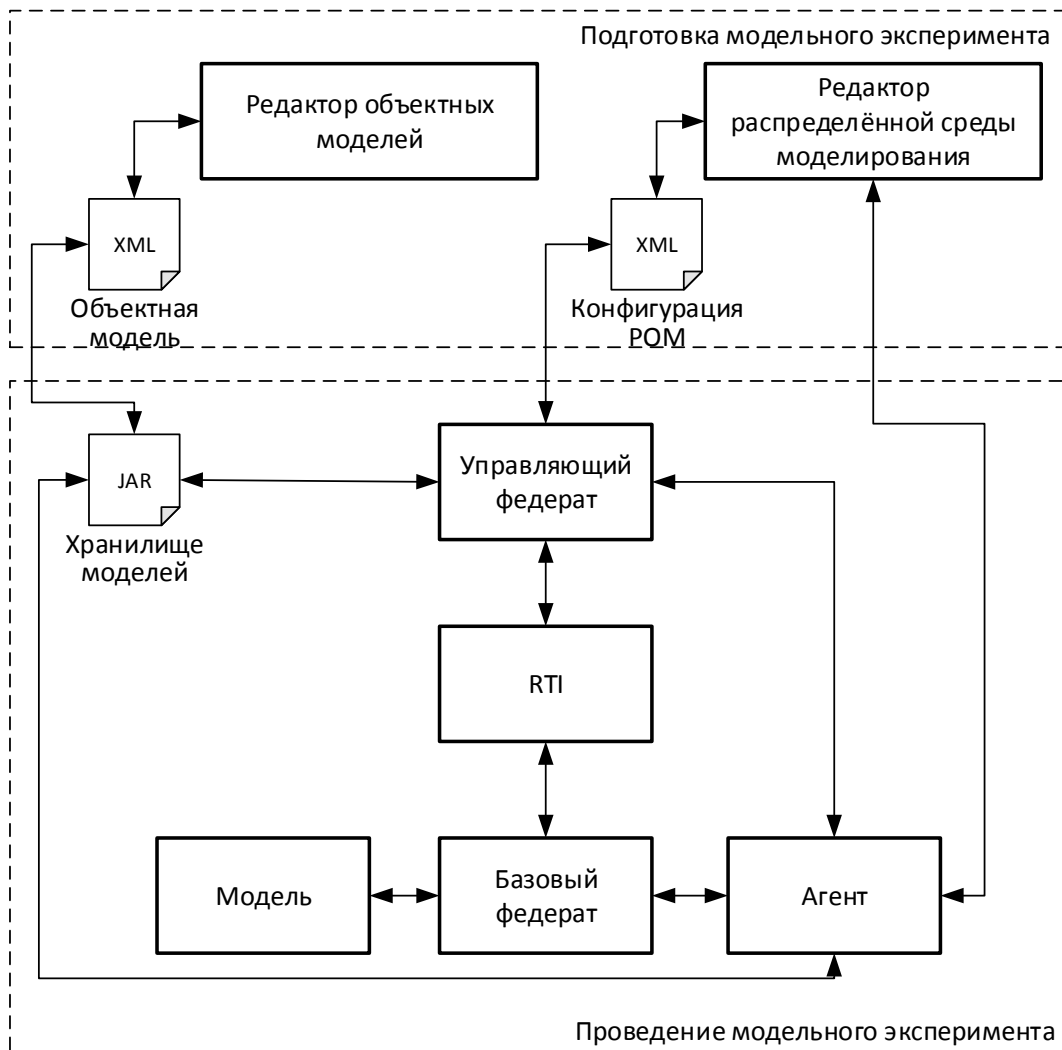 Подготовка модельного эксперимента
Редактор объектных
моделей
Редактор
распределённой среды
моделирования
XML
Объектная
модель
XML
Конфигурация
РОМ
JAR
Хранилище
моделей
Управляющий
федерат
RTI
Модель
Базовый
федерат
Агент
Проведение модельного эксперимента